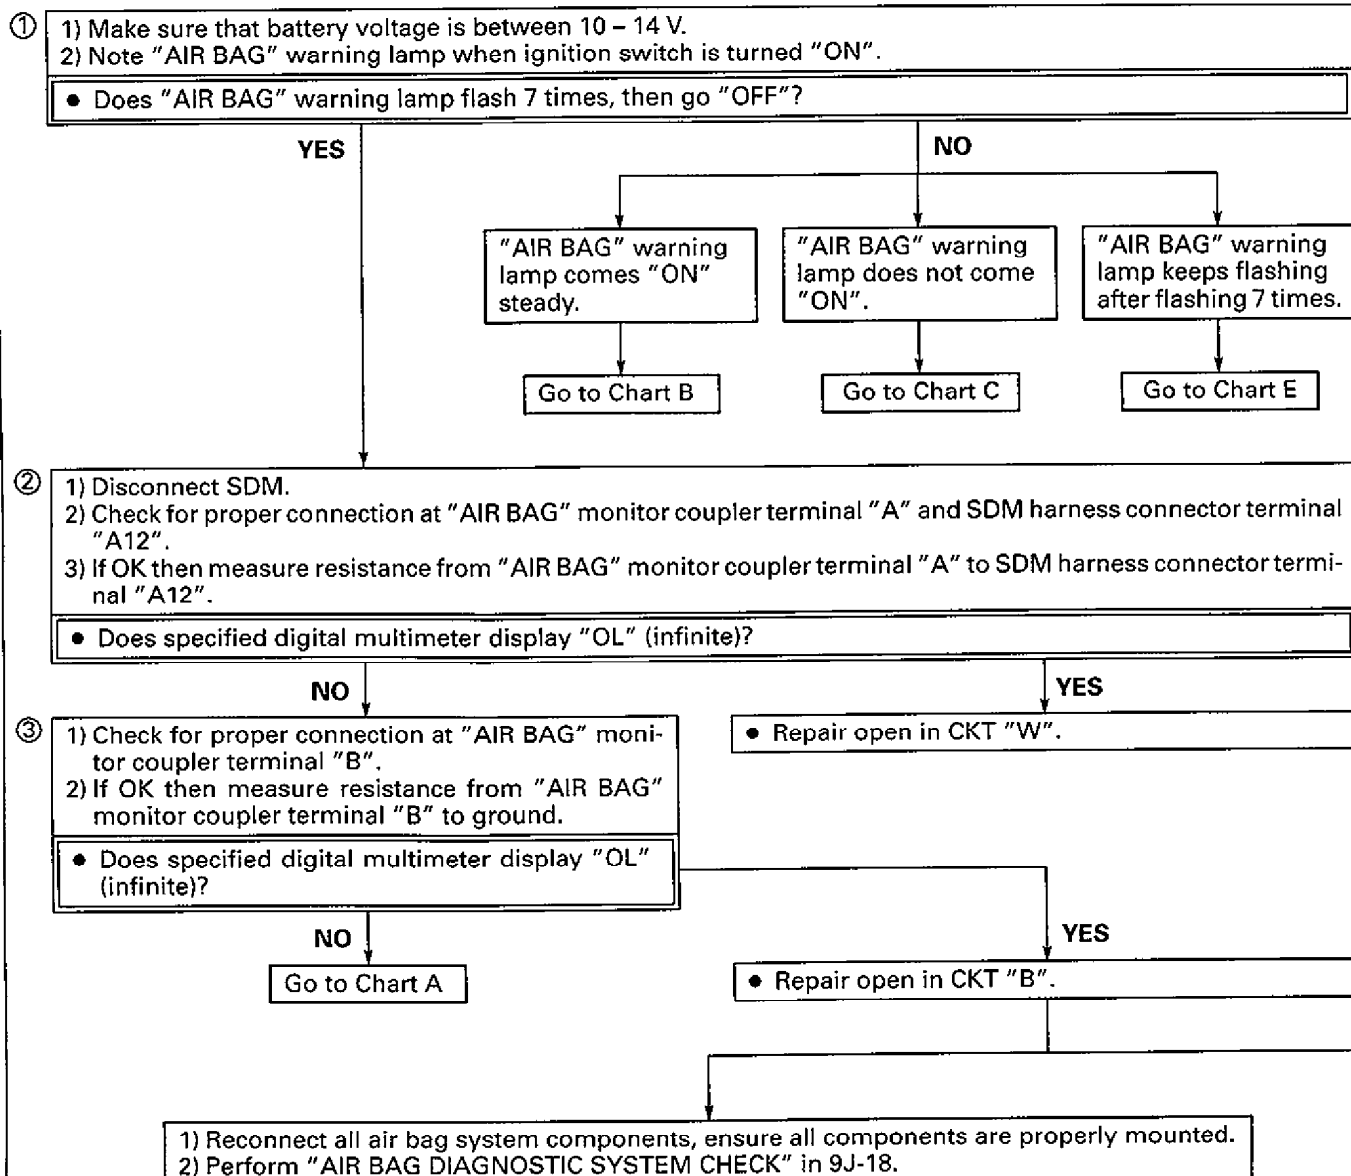 ① 1) Make sure that battery voltage is between 10 – 14 V.
2) Note "AIR BAG" warning lamp when ignition switch is turned "ON".
● Does "AIR BAG" warning lamp flash 7 times, then go "OFF"?
YES
NO
"AIR BAG" warning
lamp comes "ON"
steady.
"AIR BAG" warning
lamp does not come
"ON".
"AIR BAG" warning
lamp keeps flashing
after flashing 7 times.
Go to Chart B
Go to Chart C
Go to Chart E
② 1) Disconnect SDM.
2) Check for proper connection at "AIR BAG" monitor coupler terminal "A" and SDM harness connector terminal
"A12".
3) If OK then measure resistance from "AIR BAG" monitor coupler terminal "A" to SDM harness connector termi-
nal "A12".
● Does specified digital multimeter display "OL" (infinite)?
NO
YES
③ 1) Check for proper connection at "AIR BAG" moni-
tor coupler terminal "B".
2) If OK then measure resistance from "AIR BAG"
monitor coupler terminal "B" to ground.
● Does specified digital multimeter display "OL"
(infinite)?
● Repair open in CKT "W".
NO
YES
Go to Chart A
● Repair open in CKT "B".
1) Reconnect all air bag system components, ensure all components are properly mounted.
2) Perform "AIR BAG DIAGNOSTIC SYSTEM CHECK" in 9J-18.